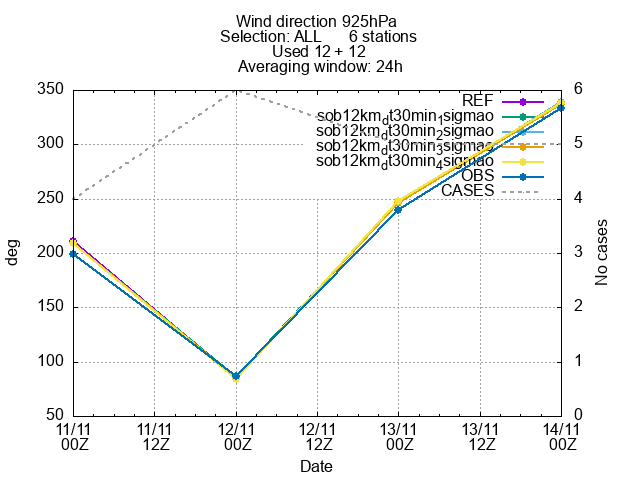 Wind direction 925hPa
Selection: ALL 6 stations
Used 12 + 12
Averaging window: 24h
REF
sob12km_dt30min_1sigmao
sob12km_dt30min_2sigmao
sob12km_dt30min_3sigmao
sob12km_dt30min_4sigmao
OBS
CASES
350
300
250
200
150
100
50
deg
6
5
4
3
2
1
0
No cases
11/11 11/11 12/11 12/11 13/11 13/11 14/11
00Z 12Z 00Z 12Z 00Z 12Z 00Z
Date